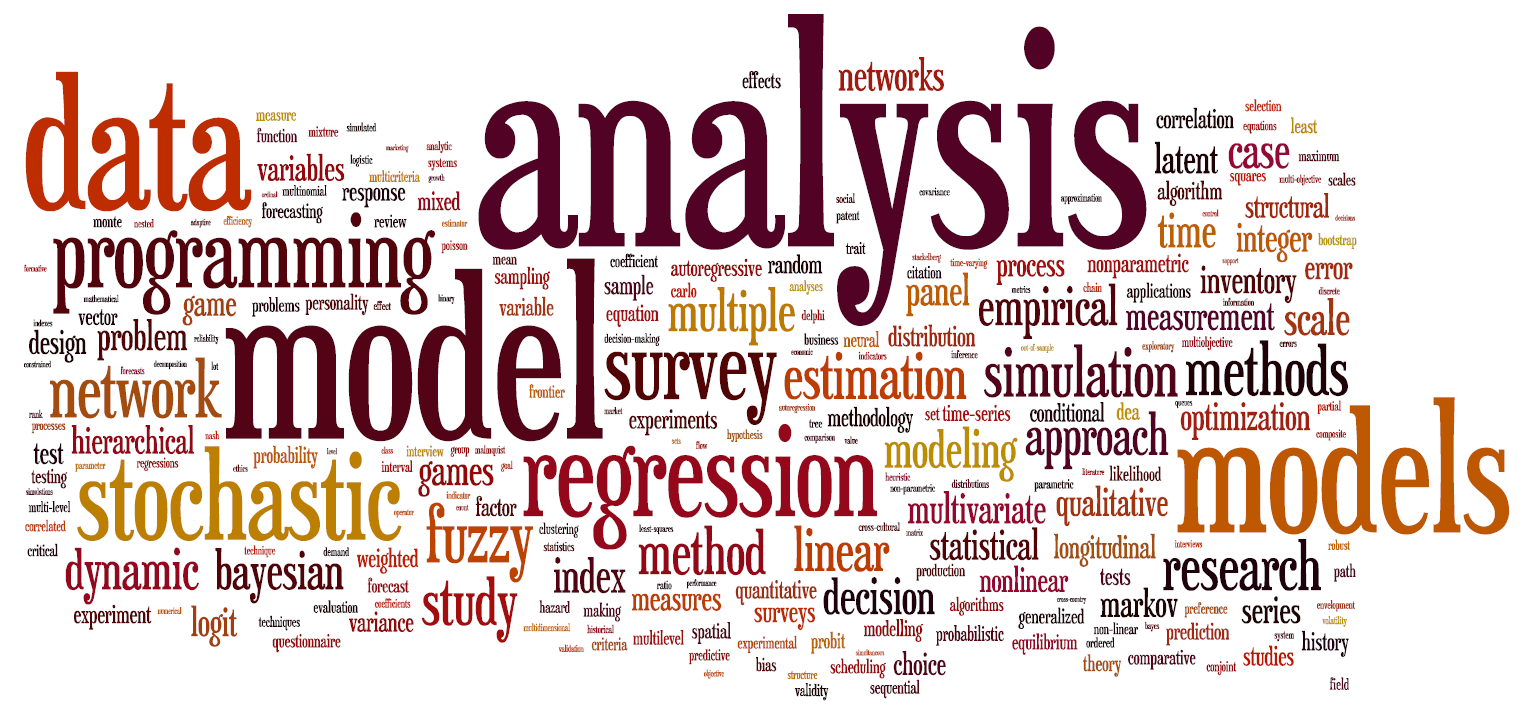 analysis
effects
networks
data
measure
function
mixture
simulated
marketing
analytic
systems
logistic
variables
multicriteria
growth
ordinal
multinomial
response
mixed
forecasting
review
monte
nested
adaptive
efficiency
estimator
poisson
programming
social
patent
covariance
approximation
trait
correlation
selection
equations
least
latent
case
maximum
squares
multi-objective
scales
algorithm
time
control
structural
decisions
integer
bootstrap
formative
mathematical
vector
game
problems
personality
effect
binary
mean
sampling
variable
coefficient
sample
autoregressive
random
carlo
analyses
equation
multiple
delphi
stackelberg
time-varying
citation
panel
process
metrics
chain
nonparametric
support
inventory
error
empirical
applications
information
discrete
measurement
scale
indexes
design
problem
reliability
constrained
forecasts
decomposition
lot
model
decision-making
survey
business
neural
distribution
economic
indicators
inference
out-of-sample
exploratory
multiobjective
errors
estimation
simulation
methods
network
frontier
market
experiments
autoregression
tree
methodology
set
time-series
conditional
dea
queues
optimization
partial
composite
rank
processes
hierarchical
nash
test
testing
parameter
regressions
ethics
probability
level
class
interview
group
malmquist
interval
games
goal
sets
flow
hypothesis
comparison
value
modeling
approach
models
simulations
multi-level
correlated
stochastic
operator
indicator
count
factor
regression
heuristic
non-parametric
distributions
literature
parametric
likelihood
multivariate
qualitative
critical
technique
demand
weighted
fuzzy
clustering
statistics
least-squares
method
linear
cross-cultural
matrix
statistical
longitudinal
interviews
robust
dynamic
bayesian
forecast
coefficients
study
index
ratio
performance
quantitative
production
nonlinear
tests
research
path
experiment
numerical
logit
techniques
evaluation
questionnaire
variance
hazard
making
measures
surveys
decision
algorithms
cross-country
generalized
markov
preference
series
envelopment
volatility
multidimensional
historical
validation
criteria
multilevel
spatial
experimental
probit
modelling
probabilistic
equilibrium
non-linear
bayes
ordered
prediction
system
history
predictive
objective
bias
structure
simultaneous
scheduling
choice
validity
sequential
theory
comparative
conjoint
studies
field